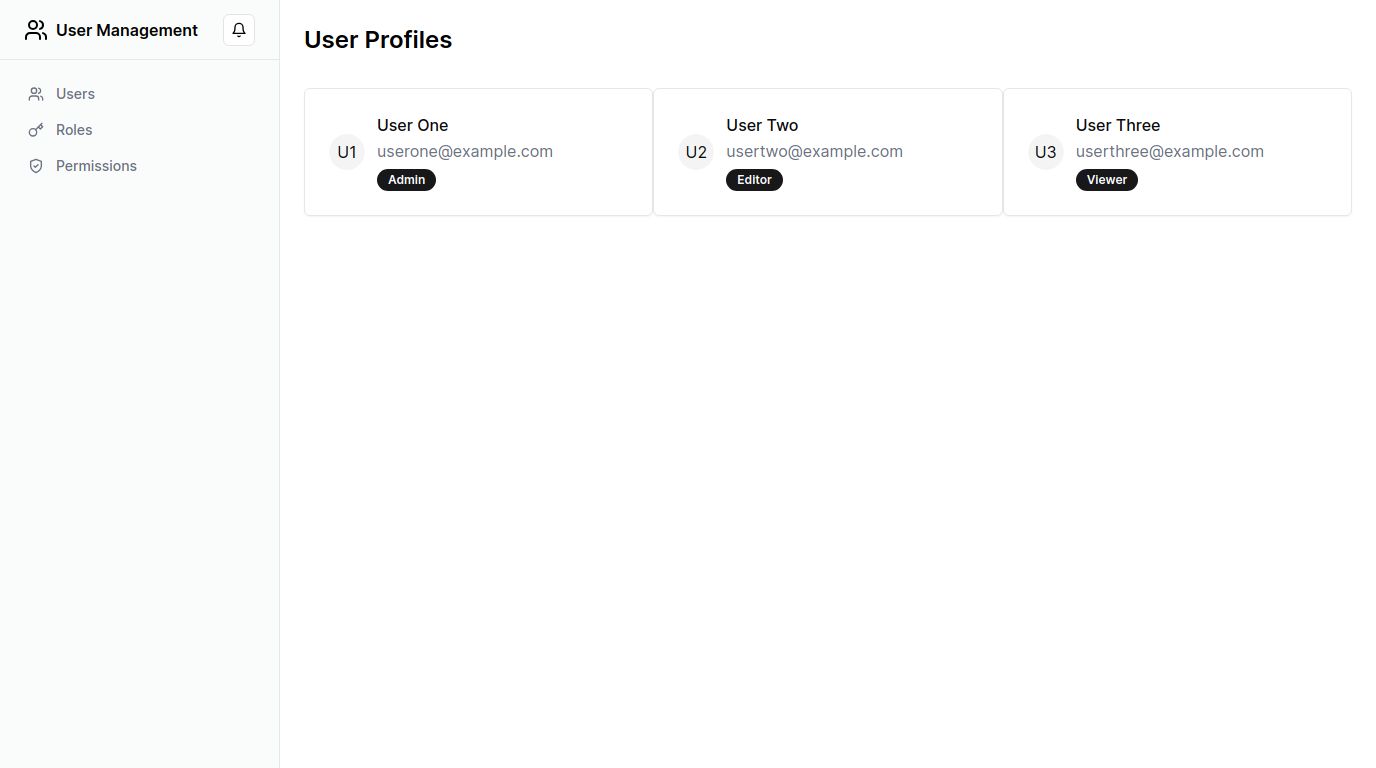 User Management
Users
Roles
Permissions
User Profiles
U1
User One
userone@example.com
Admin
U2
User Two
usertwo@example.com
Editor
U3
User Three
userthree@example.com
Viewer